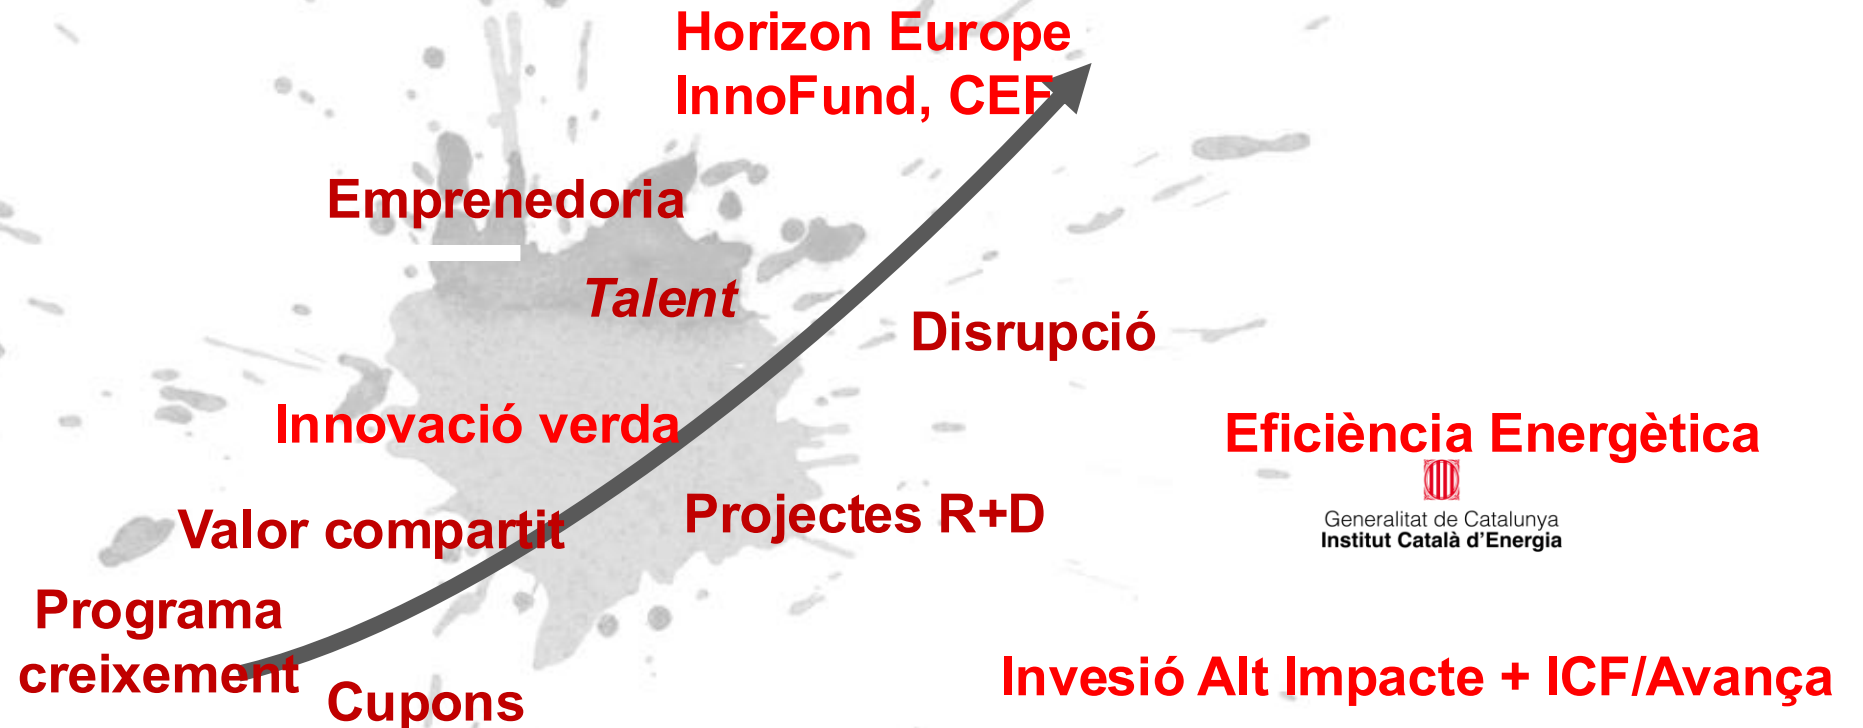 Horizon Europe
InnoFund, CEF
Emprenedoria
Talent
Disrupció
Innovació verda
Eficiència Energètica
Generalitat de Catalunya
Institut Català d'Energia
Projectes R+D
Valor compartit
Programa
creixement
Cupons
Invesió Alt Impacte + ICF/Avança